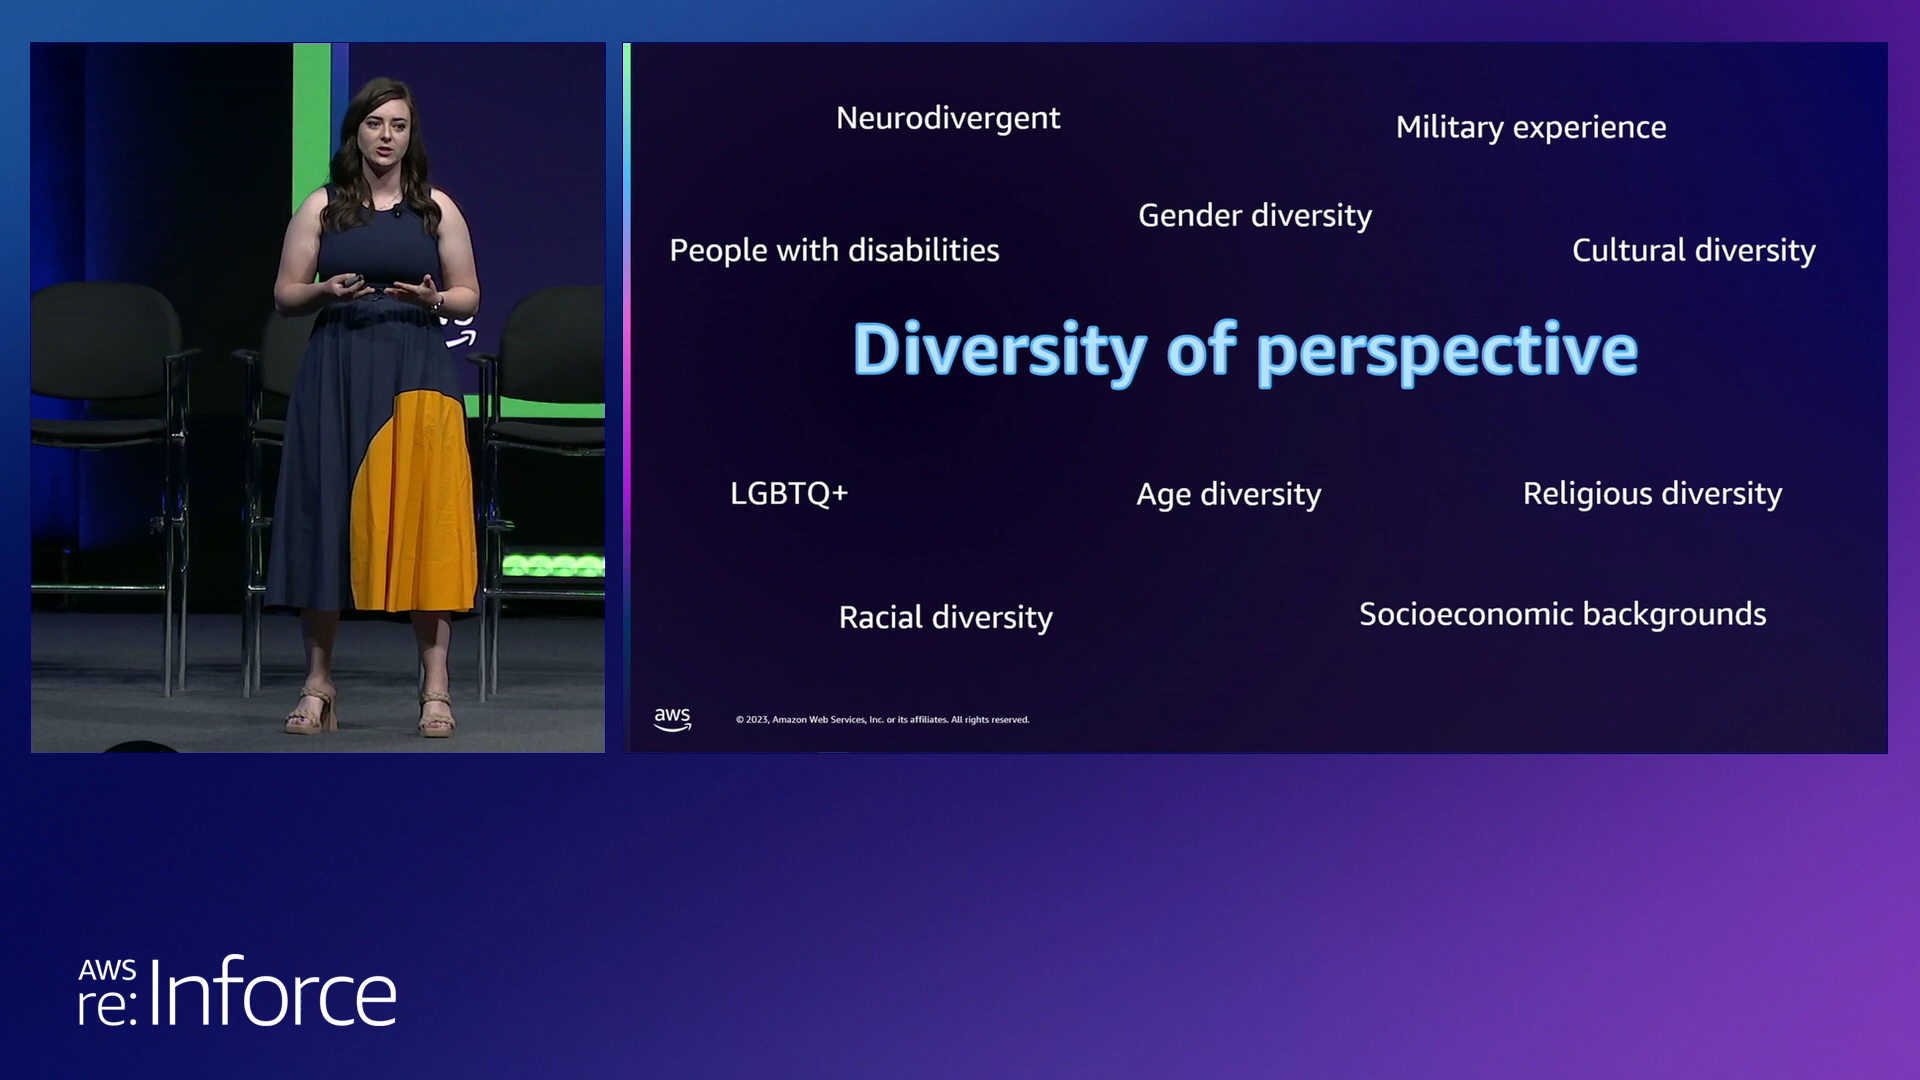 Neurodivergent
Military experience
Gender diversity
People with disabilities
Cultural diversity
Diversity of perspective
LGBTQ+
Age diversity
Religious diversity
Racial diversity
Socioeconomic backgrounds
aws
© 2023, Amazon Web Services, Inc. or its affiliates. All rights reserved.
AWS
re:Inforce